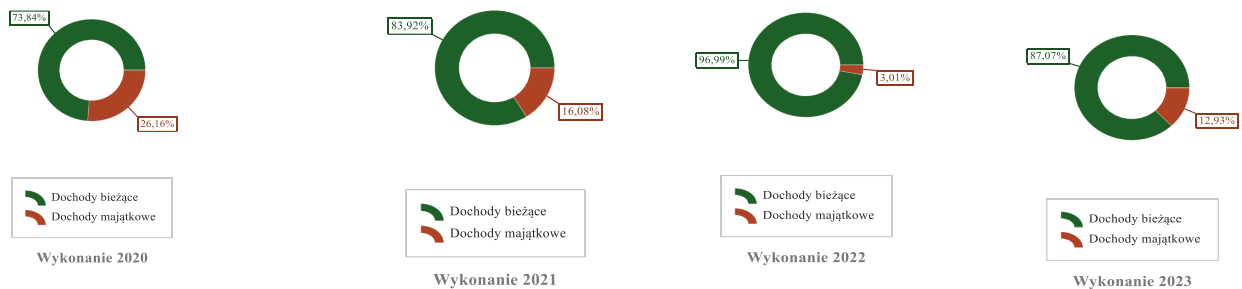 73,84%
26,16%
Dochody bieżące
Dochody majątkowe
Wykonanie 2020
83,92%
16,08%
Dochody bieżące
Dochody majątkowe
Wykonanie 2021
96,99%
3,01%
Dochody bieżące
Dochody majątkowe
Wykonanie 2022
87,07%
12,93%
Dochody bieżące
Dochody majątkowe
Wykonanie 2023